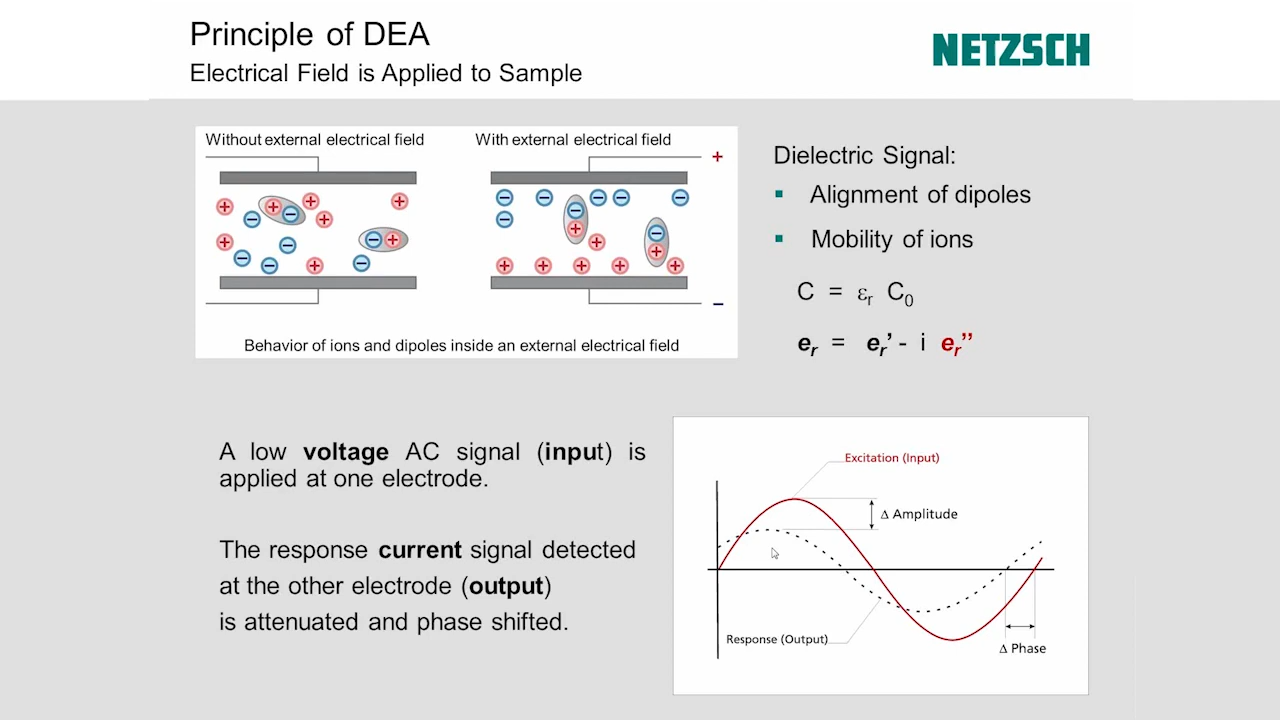 Principle of DEA
Electrical Field is Applied to Sample
NETZSCH
Without external electrical field
With external electrical field
+
−
Behavior of ions and dipoles inside an external electrical field
Dielectric Signal:
▪ Alignment of dipoles
▪ Mobility of ions
C = εr C0
er = er’ - i er”
A low voltage AC signal (input) is
applied at one electrode.
The response current signal detected
at the other electrode (output)
is attenuated and phase shifted.
Excitation (Input)
Δ Amplitude
Response (Output)
Δ Phase